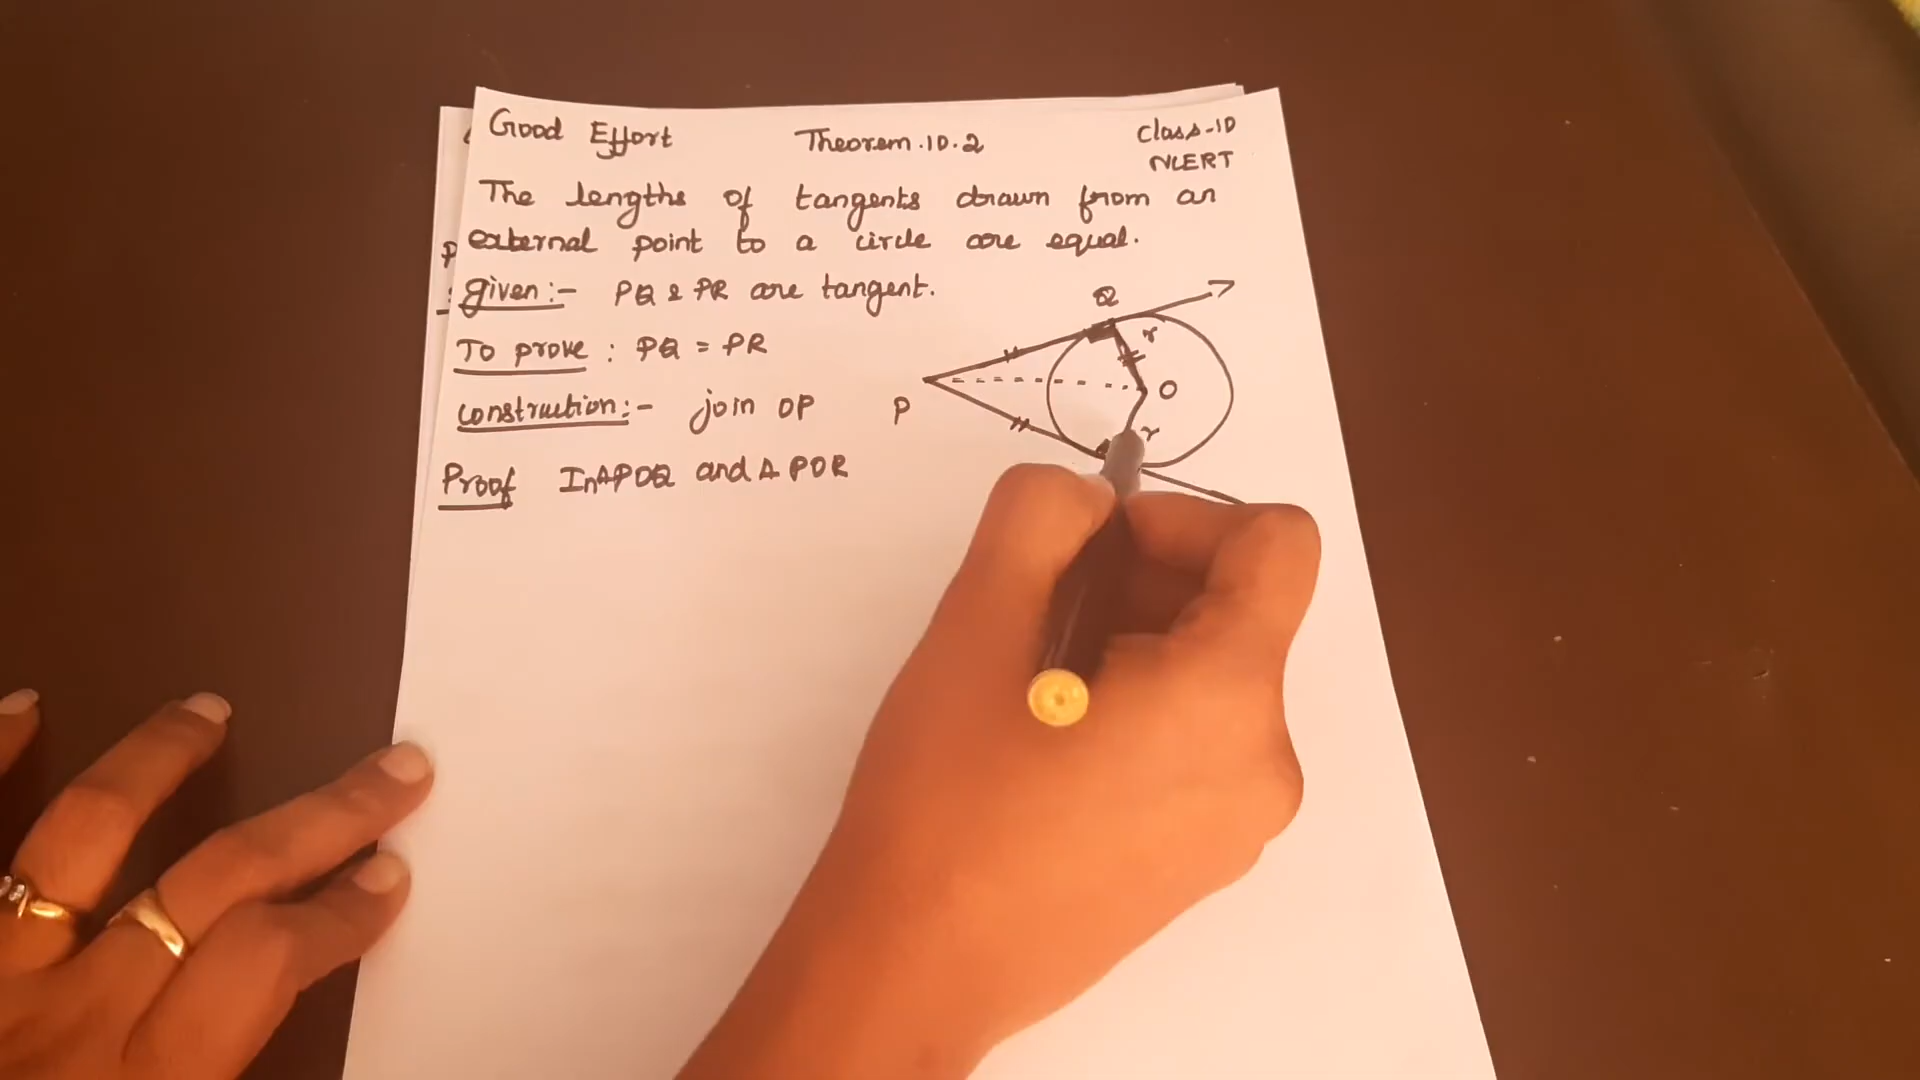 Good Effort Theorem.10.2 Class-10
NCERT
The lengths of tangents drawn from an
external point to a circle are equal.
given:- PQ & PR are tangent.
To prove: PQ = PR
construction:- join OP
Proof In△POQ and △ POR
Q
r
O
P
r